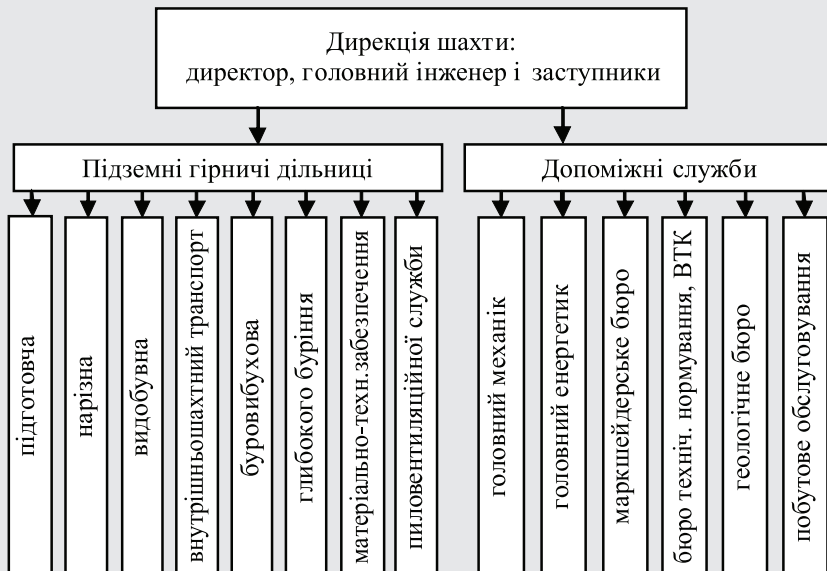 Дирекція шахти:
директор, головний інженер і заступники
Підземні гірничі дільниці
Допоміжні служби
підготовча
нарізна
видобувна
внутрішньошахтний транспорт
буровибухова
глибокого буріння
матеріально-техн.забезпечення
пиловентиляційної служби
головний механік
головний енергетик
маркшейдерське бюро
бюро техніч. нормування, ВТК
геологічне бюро
побутове обслуговування